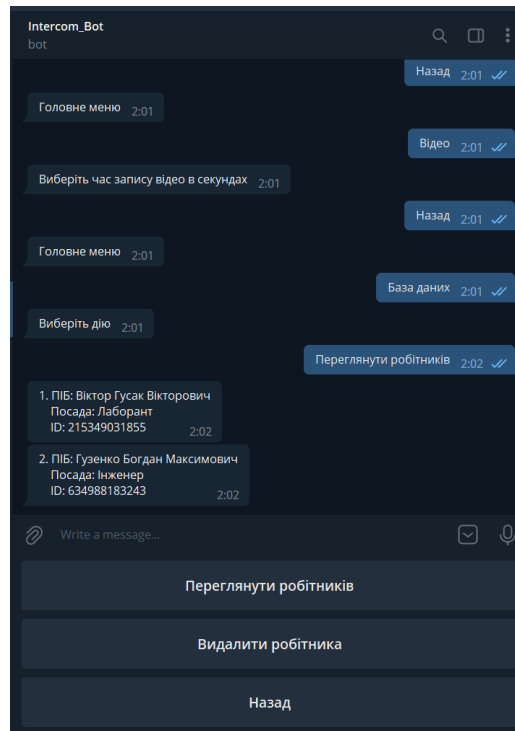 Intercom_Bot
bot
Назад 2:01
Головне меню 2:01
Відео 2:01
Виберіть час запису відео в секундах 2:01
Назад 2:01
Головне меню 2:01
База даних 2:01
Виберіть дію 2:01
Переглянути робітників 2:02
1. ПІБ: Віктор Гусак Вікторович
Посада: Лаборант
ID: 215349031855 2:02
2. ПІБ: Гузенко Богдан Максимович
Посада: Інженер
ID: 634988183243 2:02
Write a message...
Переглянути робітників
Видалити робітника
Назад